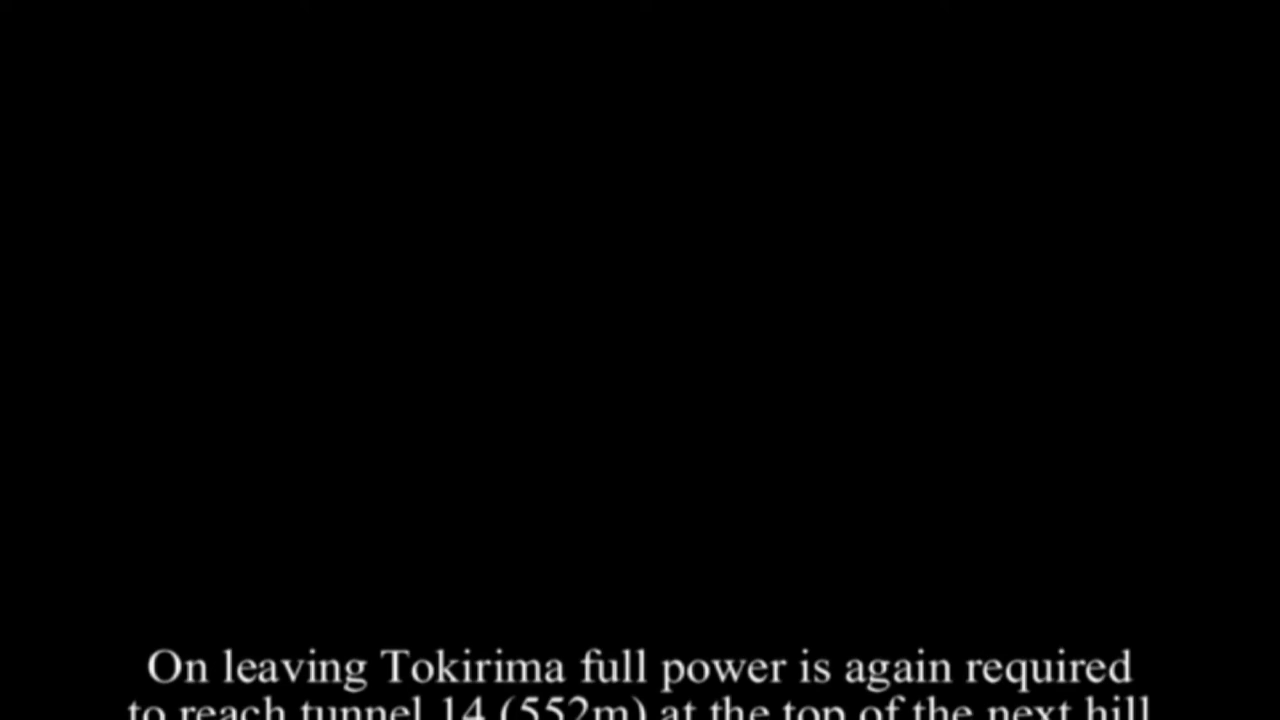 On leaving Tokirima full power is again required
to reach tunnel 14 (552m) at the top of the next hill